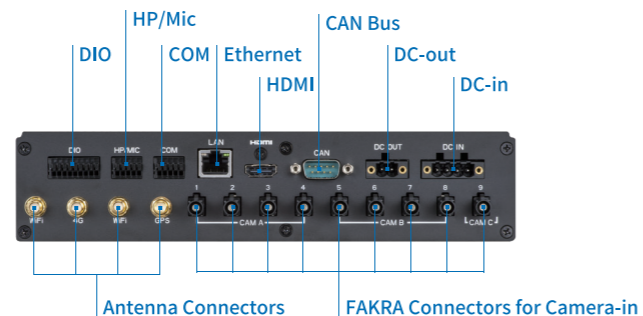 HP/Mic
CAN Bus
DIO
COM
Ethernet
DC-out
HDMI
DC-in
DIO
HP/MIC
COM
LAN
HDMI
CAN
DC OUT
DC IN
1 2 3 4 5 6 7 8 9
WiFi 4G WiFi GPS
CAM A CAM B CAM C
Antenna Connectors
FAKRA Connectors for Camera-in